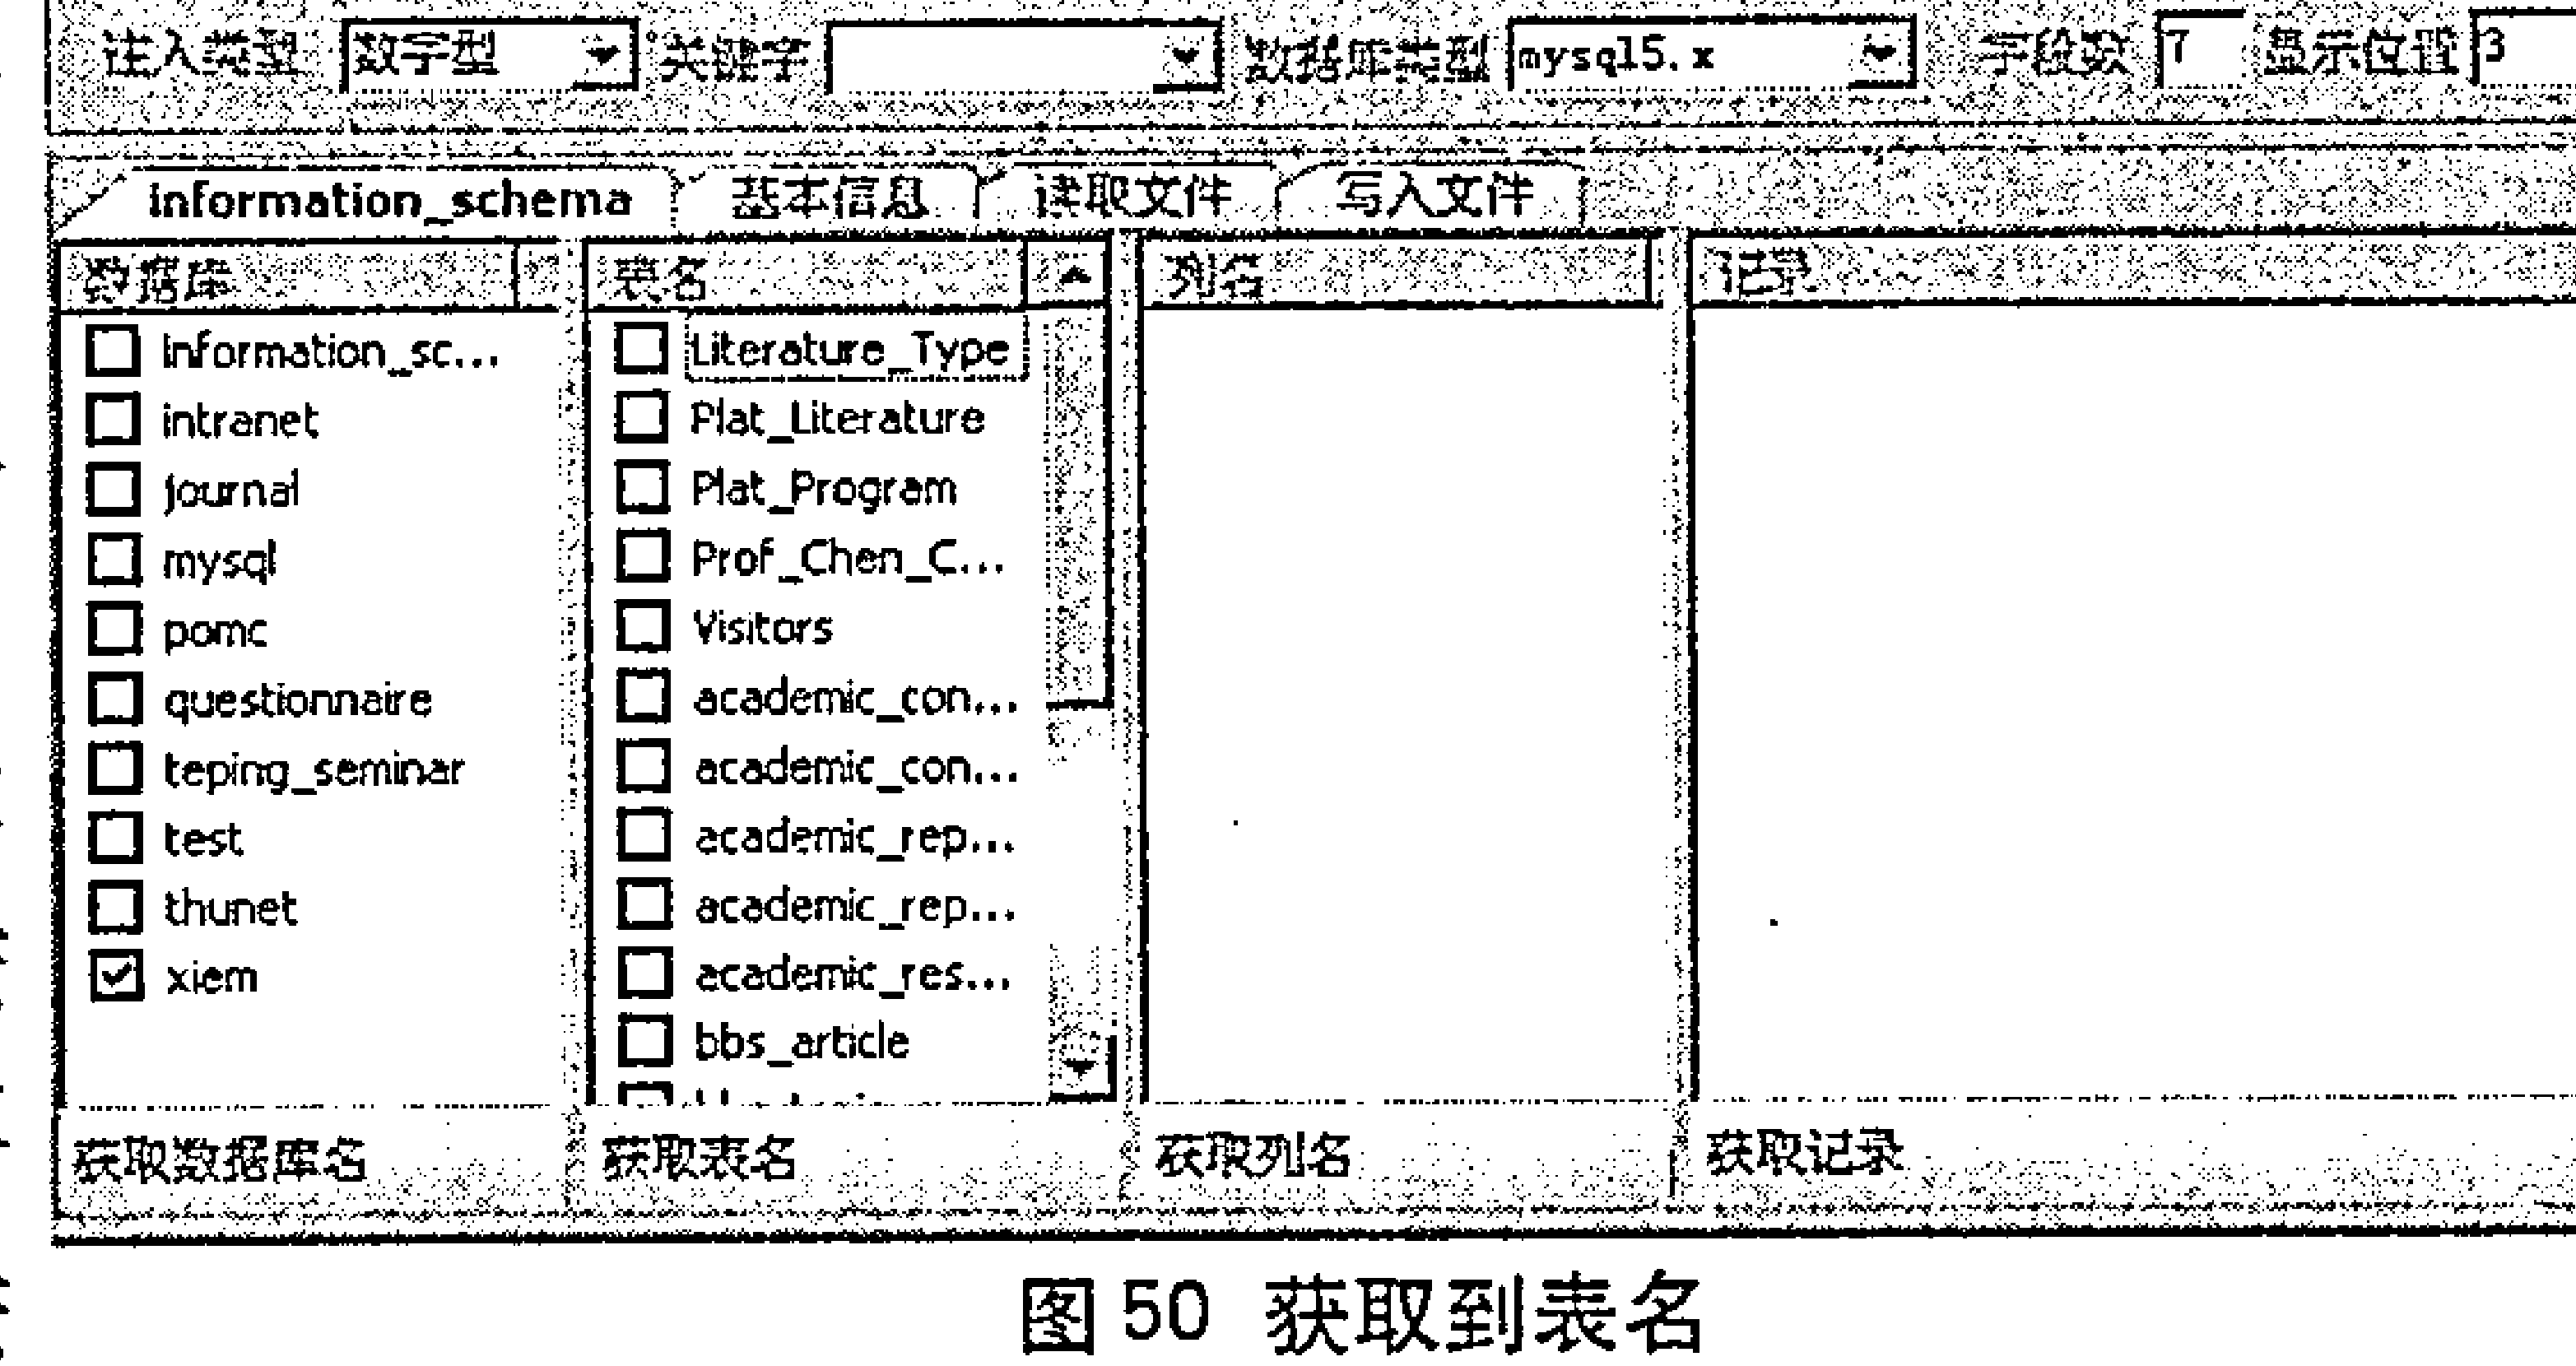 注入类型 数字型 关键字 数据库类型 mysql5.x 字段数 7 显示位置 3
information_schema 基本信息 读取文件 写入文件
数据库 表名 列名 记录
information_sc... Literature_Type
intranet Plat_Literature
journal Plat_Program
mysql Prof_Chen_C...
pomc Visitors
questionnaire academic_con...
teping_seminar academic_con...
test academic_rep...
thunet academic_rep...
xiem academic_res...
bbs_article
获取数据库名 获取表名 获取列名 获取记录
图 50 获取到表名